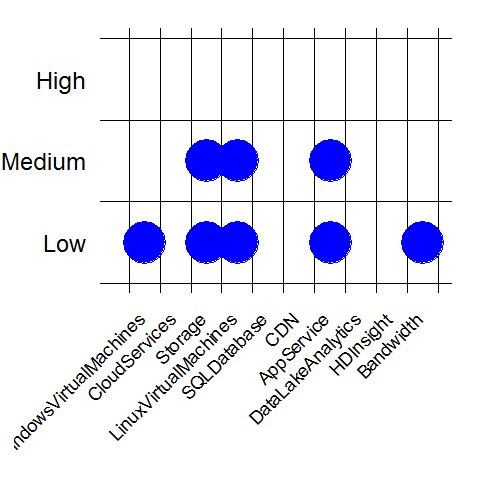 High
Medium
Low
ndowsVirtualMachines
CloudServices
Storage
LinuxVirtualMachines
SQLDatabase
CDN
AppService
DataLakeAnalytics
HDInsight
Bandwidth